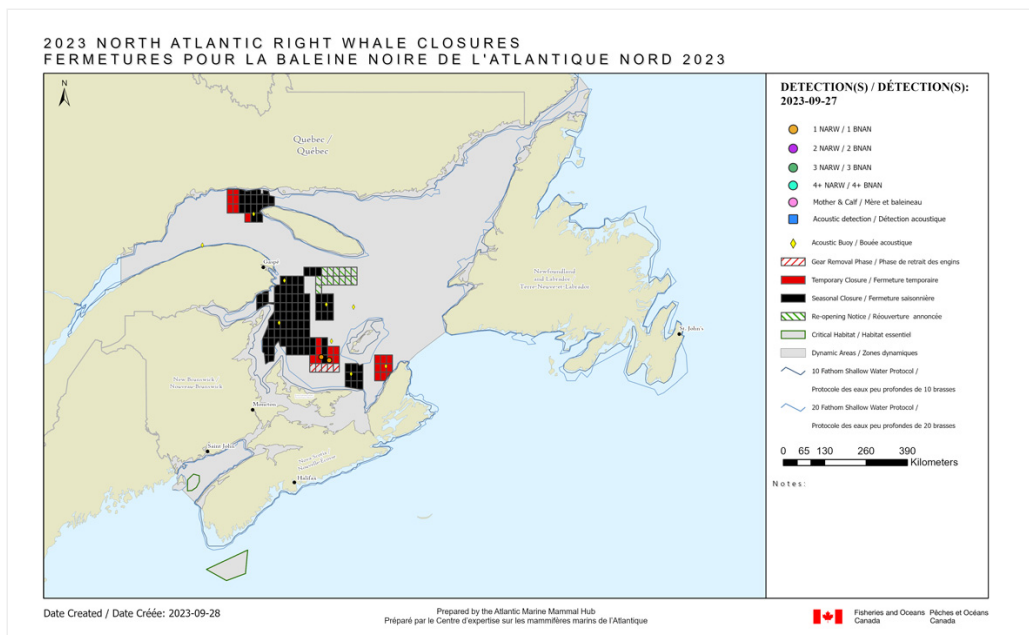 2023 NORTH ATLANTIC RIGHT WHALE CLOSURES
FERMETURES POUR LA BALEINE NOIRE DE L'ATLANTIQUE NORD 2023
N
Québec /
Québec
Gaspé
Newfoundland
and Labrador /
Terre-Neuve-et-Labrador
St. John's
New Brunswick /
Nouveau-Brunswick
Moncton
Saint John
Nova Scotia /
Nouvelle-Écosse
Halifax
DETECTION(S) / DÉTECTION(S):
2023-09-27
1 NARW / 1 BNAN
2 NARW / 2 BNAN
3 NARW / 3 BNAN
4+ NARW / 4+ BNAN
Mother & Calf / Mère et baleineau
Acoustic detection / Détection acoustique
Acoustic Buoy / Bouée acoustique
Gear Removal Phase / Phase de retrait des engins
Temporary Closure / Fermeture temporaire
Seasonal Closure / Fermeture saisonnière
Re-opening Notice / Réouverture annoncée
Critical Habitat / Habitat essentiel
Dynamic Areas / Zones dynamiques
10 Fathom Shallow Water Protocol /
Protocole des eaux peu profondes de 10 brasses
20 Fathom Shallow Water Protocol /
Protocole des eaux peu profondes de 20 brasses
0 65 130 260 390
Kilometers
Notes:
Date Created / Date Créée: 2023-09-28
Prepared by the Atlantic Marine Mammal Hub
Préparé par le Centre d'expertise sur les mammifères marins de l'Atlantique
Fisheries and Oceans Pêches et Océans
Canada Canada